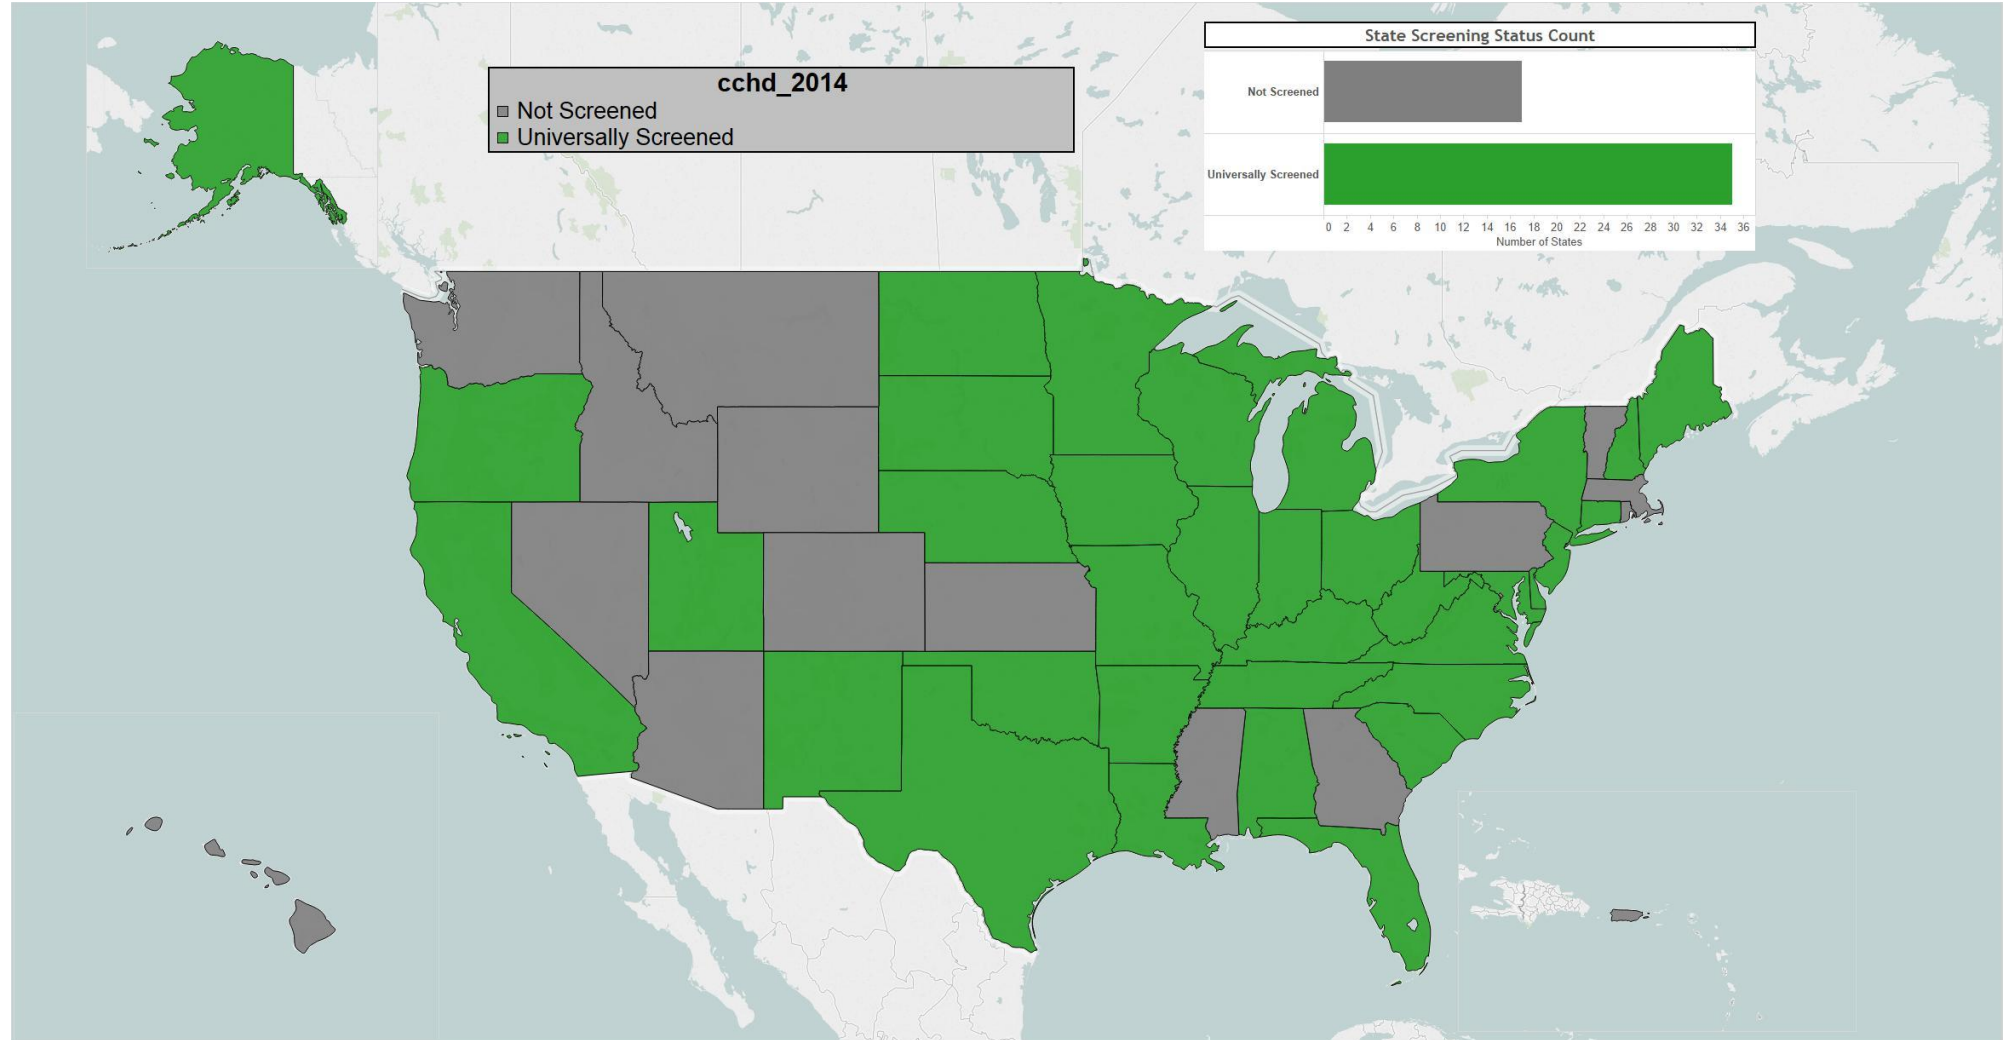 State Screening Status Count
cchd_2014
Not Screened
Universally Screened
Not Screened
Universally Screened
0 2 4 6 8 10 12 14 16 18 20 22 24 26 28 30 32 34 36
Number of States